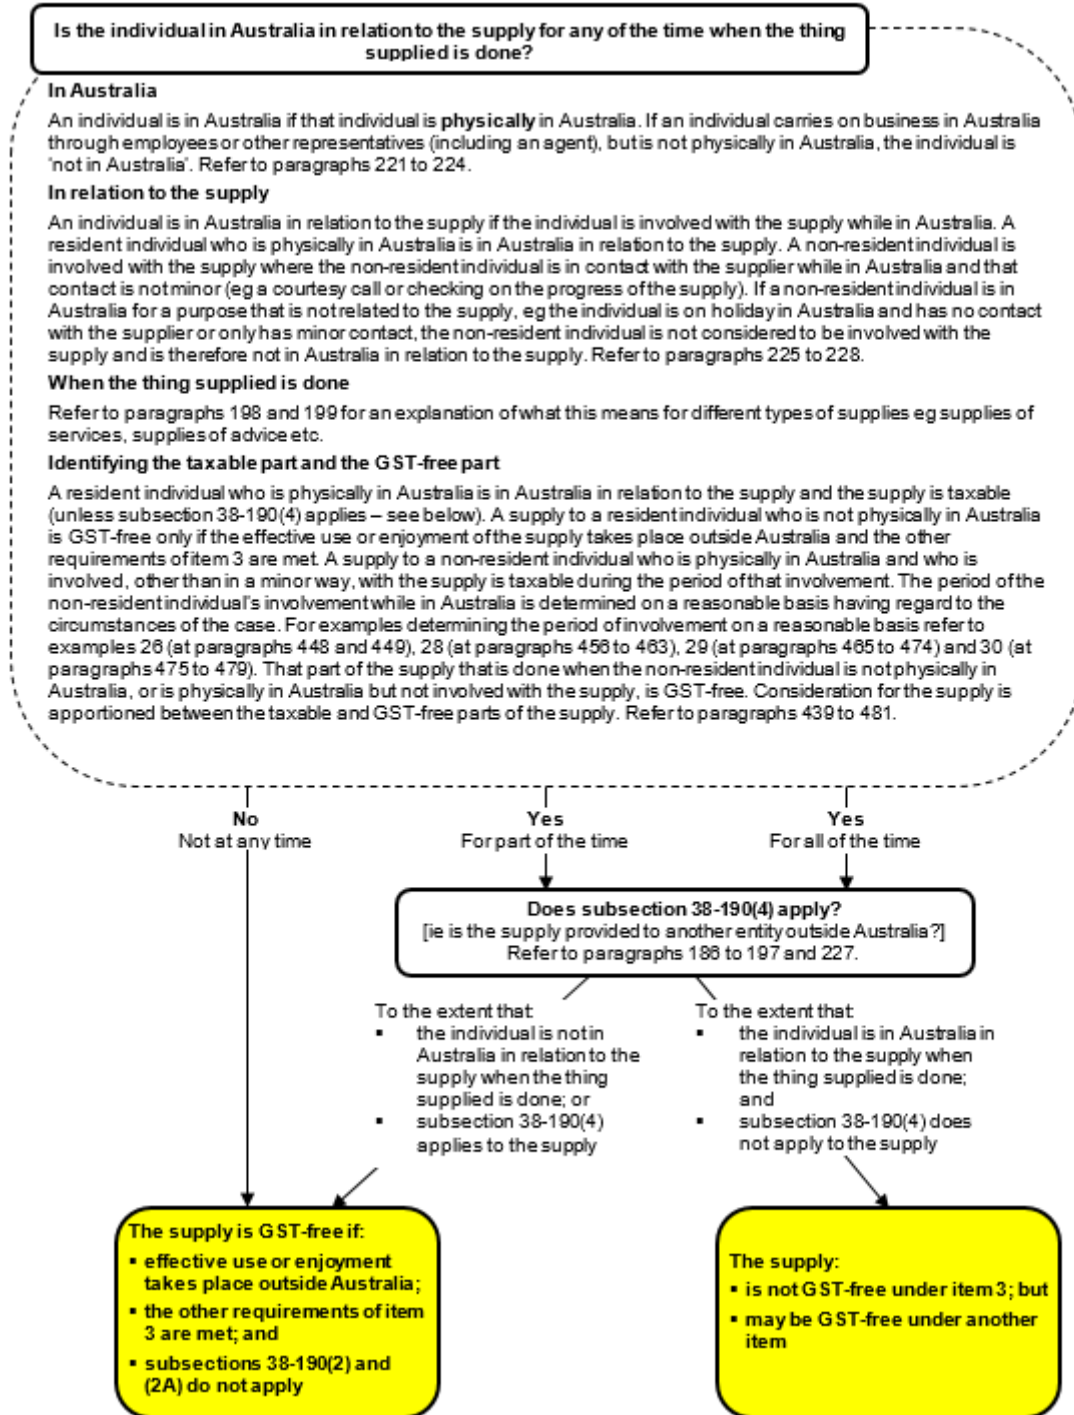 Is the individual in Australia in relation to the supply for any of the time when the thing
supplied is done?
In Australia
An individual is in Australia if that individual is physically in Australia. If an individual carries on business in Australia
through employees or other representatives (including an agent), but is not physically in Australia, the individual is
'not in Australia'. Refer to paragraphs 221 to 224.
In relation to the supply
An individual is in Australia in relation to the supply if the individual is involved with the supply while in Australia. A
resident individual who is physically in Australia is in Australia in relation to the supply. A non-resident individual is
involved with the supply where the non-resident individual is in contact with the supplier while in Australia and that
contact is not minor (eg a courtesy call or checking on the progress of the supply). If a non-resident individual is in
Australia for a purpose that is not related to the supply, eg the individual is on holiday in Australia and has no contact
with the supplier or only has minor contact, the non-resident individual is not considered to be involved with the
supply and is therefore not in Australia in relation to the supply. Refer to paragraphs 225 to 228.
When the thing supplied is done
Refer to paragraphs 198 and 199 for an explanation of what this means for different types of supplies eg supplies of
services, supplies of advice etc.
Identifying the taxable part and the GST-free part
A resident individual who is physically in Australia is in Australia in relation to the supply and the supply is taxable
(unless subsection 38-190(4) applies – see below). A supply to a resident individual who is not physically in Australia
is GST-free only if the effective use or enjoyment of the supply takes place outside Australia and the other
requirements of item 3 are met. A supply to a non-resident individual who is physically in Australia and who is
involved, other than in a minor way, with the supply is taxable during the period of that involvement. The period of the
non-resident individual's involvement while in Australia is determined on a reasonable basis having regard to the
circumstances of the case. For examples determining the period of involvement on a reasonable basis refer to
examples 26 (at paragraphs 448 and 449), 28 (at paragraphs 456 to 463), 29 (at paragraphs 465 to 474) and 30 (at
paragraphs 475 to 479). That part of the supply that is done when the non-resident individual is not physically in
Australia, or is physically in Australia but not involved with the supply, is GST-free. Consideration for the supply is
apportioned between the taxable and GST-free parts of the supply. Refer to paragraphs 439 to 481.
No
Not at any time
Yes
For part of the time
Yes
For all of the time
Does subsection 38-190(4) apply?
[ie is the supply provided to another entity outside Australia?]
Refer to paragraphs 186 to 197 and 227.
To the extent that:
▪ the individual is not in
Australia in relation to the
supply when the thing
supplied is done; or
▪ subsection 38-190(4)
applies to the supply
To the extent that:
▪ the individual is in Australia in
relation to the supply when
the thing supplied is done;
and
▪ subsection 38-190(4) does
not apply to the supply
The supply is GST-free if:
▪ effective use or enjoyment
takes place outside Australia;
▪ the other requirements of item
3 are met; and
▪ subsections 38-190(2) and
(2A) do not apply
The supply:
▪ is not GST-free under item 3; but
▪ may be GST-free under another
item